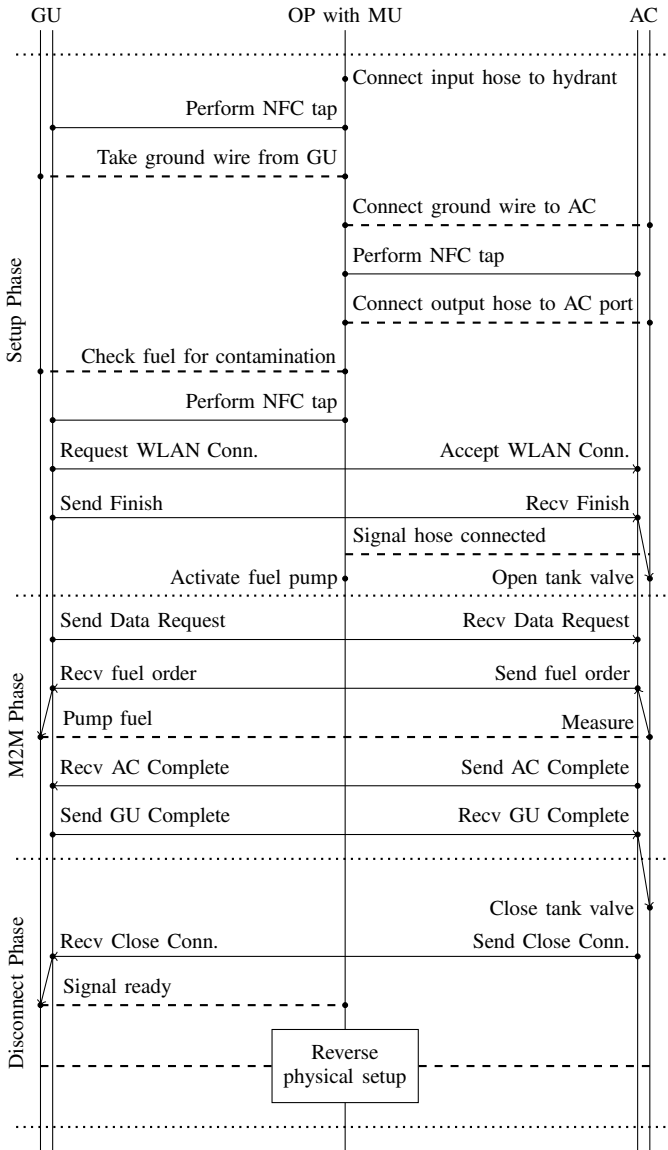 GU OP with MU AC
Connect input hose to hydrant
Perform NFC tap
Take ground wire from GU
Connect ground wire to AC
Perform NFC tap
Connect output hose to AC port
Check fuel for contamination
Perform NFC tap
Request WLAN Conn. Accept WLAN Conn.
Send Finish Recv Finish
Signal hose connected
Activate fuel pump Open tank valve
Setup Phase
Send Data Request Recv Data Request
Recv fuel order Send fuel order
Pump fuel Measure
Recv AC Complete Send AC Complete
Send GU Complete Recv GU Complete
M2M Phase
Close tank valve
Recv Close Conn. Send Close Conn.
Signal ready
Reverse
physical setup
Disconnect Phase